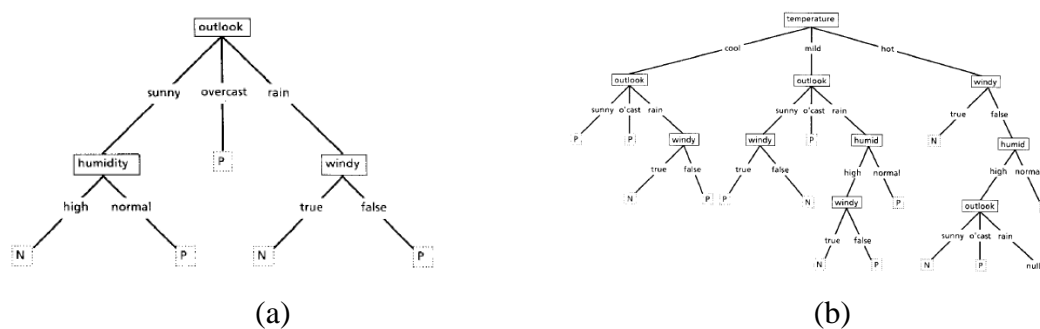 outlook
sunny overcast rain
humidity P windy
high normal true false
N P N P
(a)
temperature
cool mild hot
outlook outlook windy
sunny o'cast rain sunny o'cast rain true false
P P windy windy P humid N humid
true false true false high normal high norma
N P P N windy P outlook
true false sunny o'cast rain
N P N P null
(b)